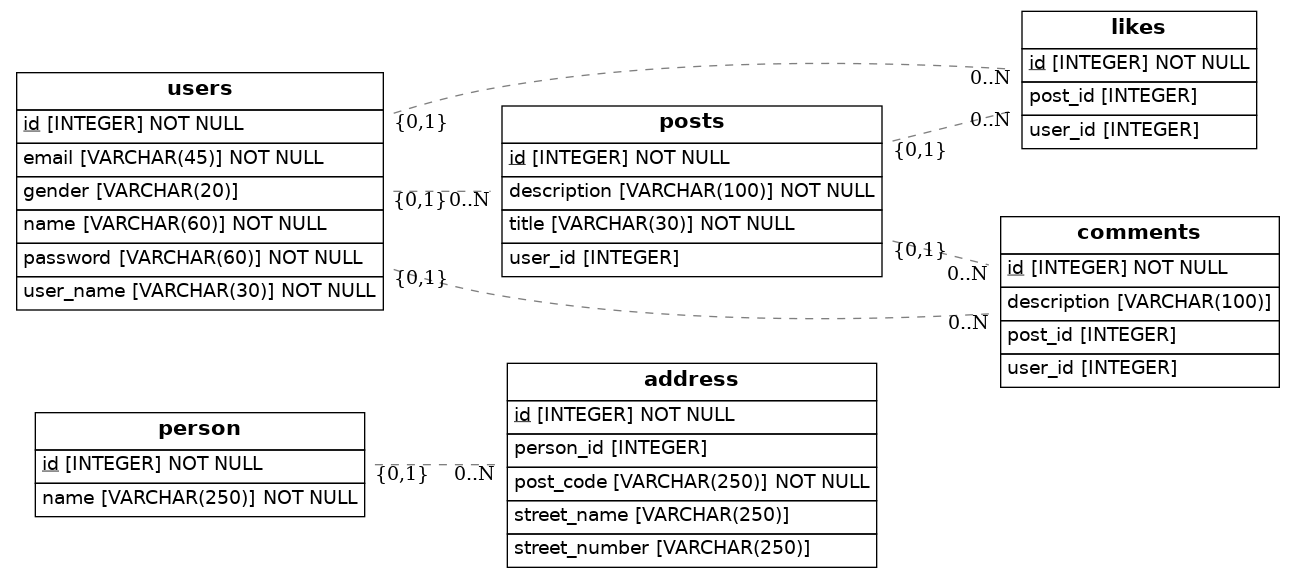 users
id [INTEGER] NOT NULL
email [VARCHAR(45)] NOT NULL
gender [VARCHAR(20)]
name [VARCHAR(60)] NOT NULL
password [VARCHAR(60)] NOT NULL
user_name [VARCHAR(30)] NOT NULL
{0,1}
{0,1}
0..N
{0,1}
posts
id [INTEGER] NOT NULL
description [VARCHAR(100)] NOT NULL
title [VARCHAR(30)] NOT NULL
user_id [INTEGER]
{0,1}
{0,1}
0..N
0..N
0..N
0..N
likes
id [INTEGER] NOT NULL
post_id [INTEGER]
user_id [INTEGER]
comments
id [INTEGER] NOT NULL
description [VARCHAR(100)]
post_id [INTEGER]
user_id [INTEGER]
person
id [INTEGER] NOT NULL
name [VARCHAR(250)] NOT NULL
{0,1}
0..N
address
id [INTEGER] NOT NULL
person_id [INTEGER]
post_code [VARCHAR(250)] NOT NULL
street_name [VARCHAR(250)]
street_number [VARCHAR(250)]